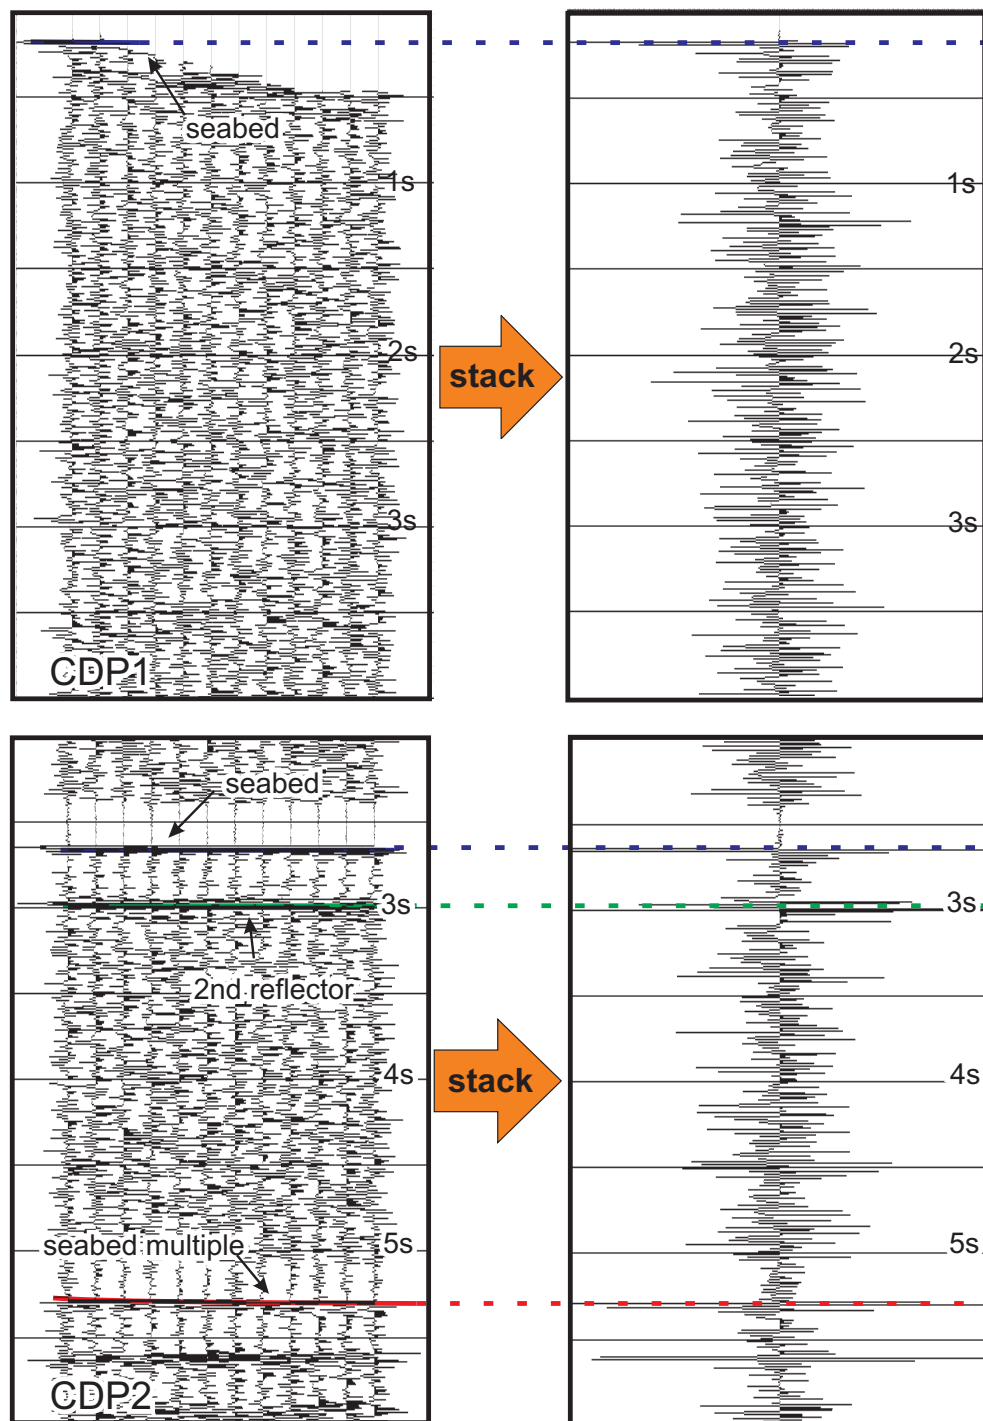 seabed
1s
1s
stack
2s
2s
3s
3s
CDP1
seabed
3s
3s
2nd reflector
stack
4s
4s
seabed multiple
5s
5s
CDP2